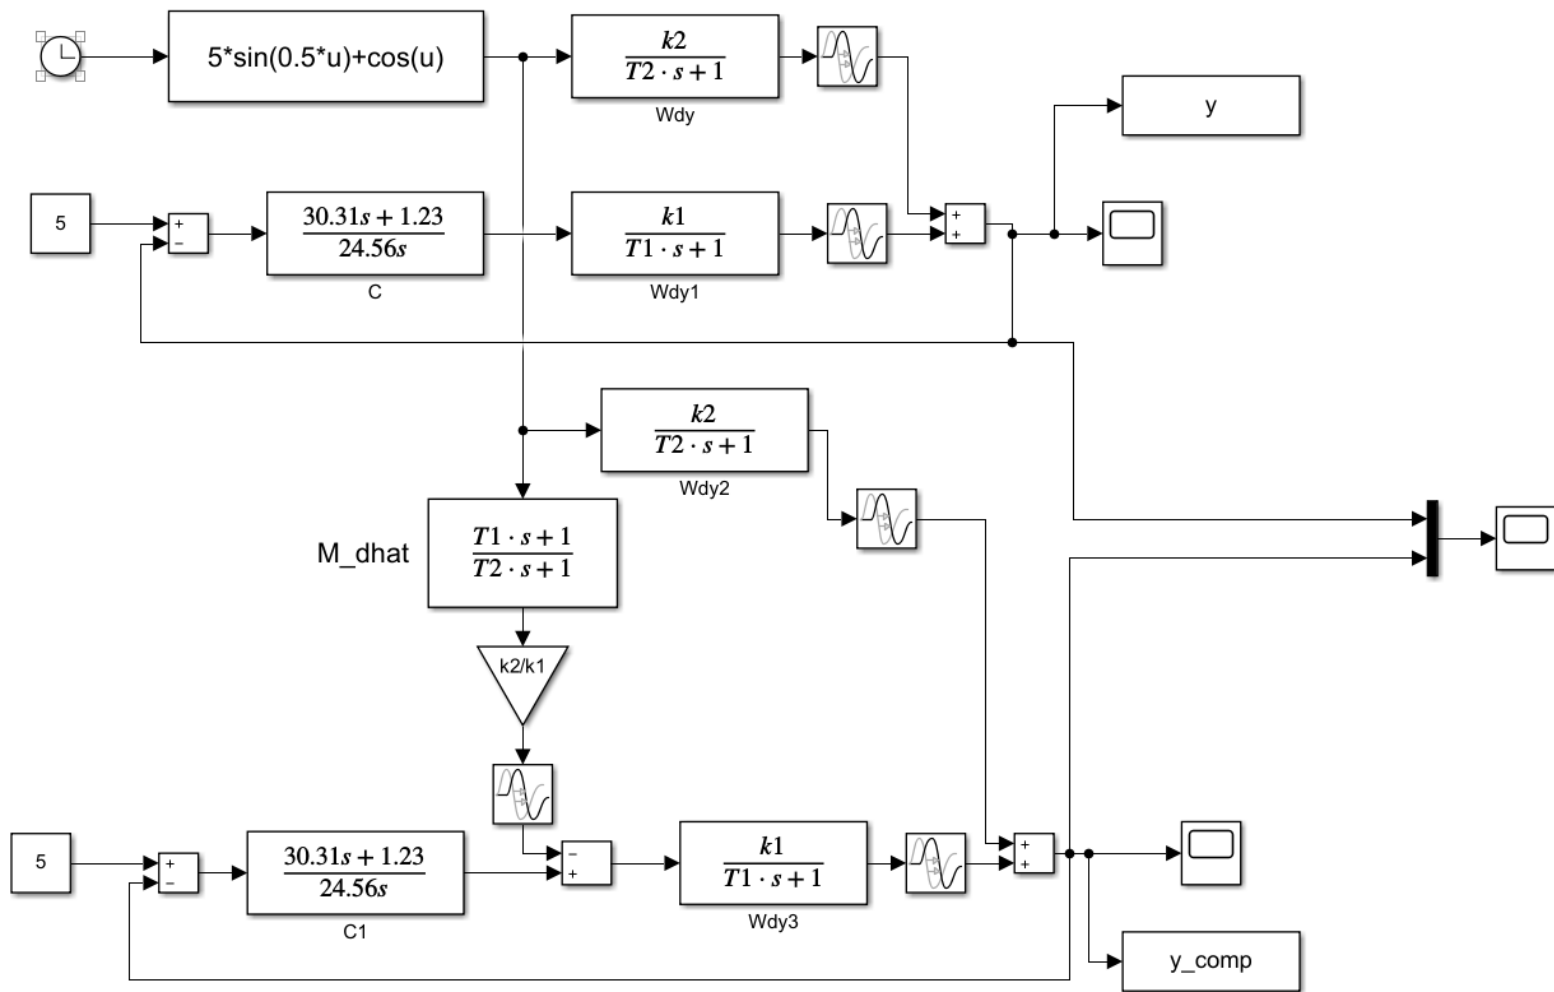 5*sin(0.5*u)+cos(u)
k2
T2 · s + 1
Wdy
y
5
+
−
30.31s + 1.23
24.56s
C
k1
T1 · s + 1
Wdy1
+
+
k2
T2 · s + 1
Wdy2
M_dhat
T1 · s + 1
T2 · s + 1
k2/k1
5
+
−
30.31s + 1.23
24.56s
C1
−
+
k1
T1 · s + 1
Wdy3
+
+
y_comp